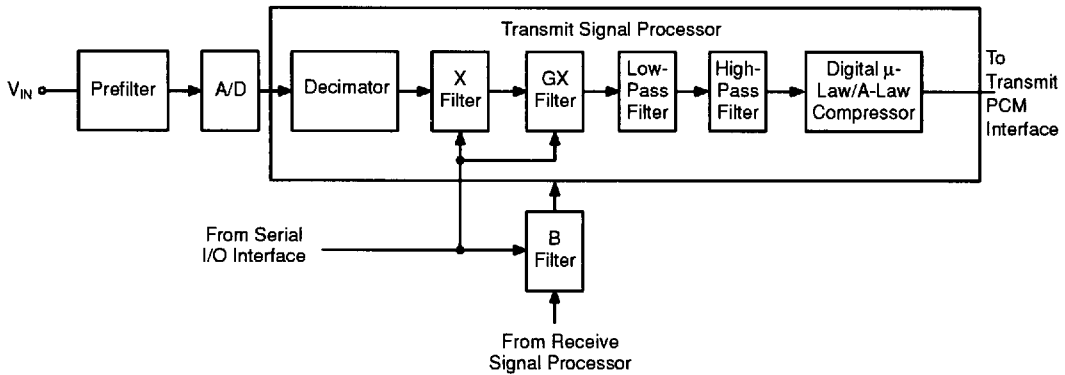 Transmit Signal Processor
V_IN
Prefilter
A/D
Decimator
X
Filter
GX
Filter
Low-
Pass
Filter
High-
Pass
Filter
Digital μ-
Law/A-Law
Compressor
To
Transmit
PCM
Interface
From Serial
I/O Interface
B
Filter
From Receive
Signal Processor